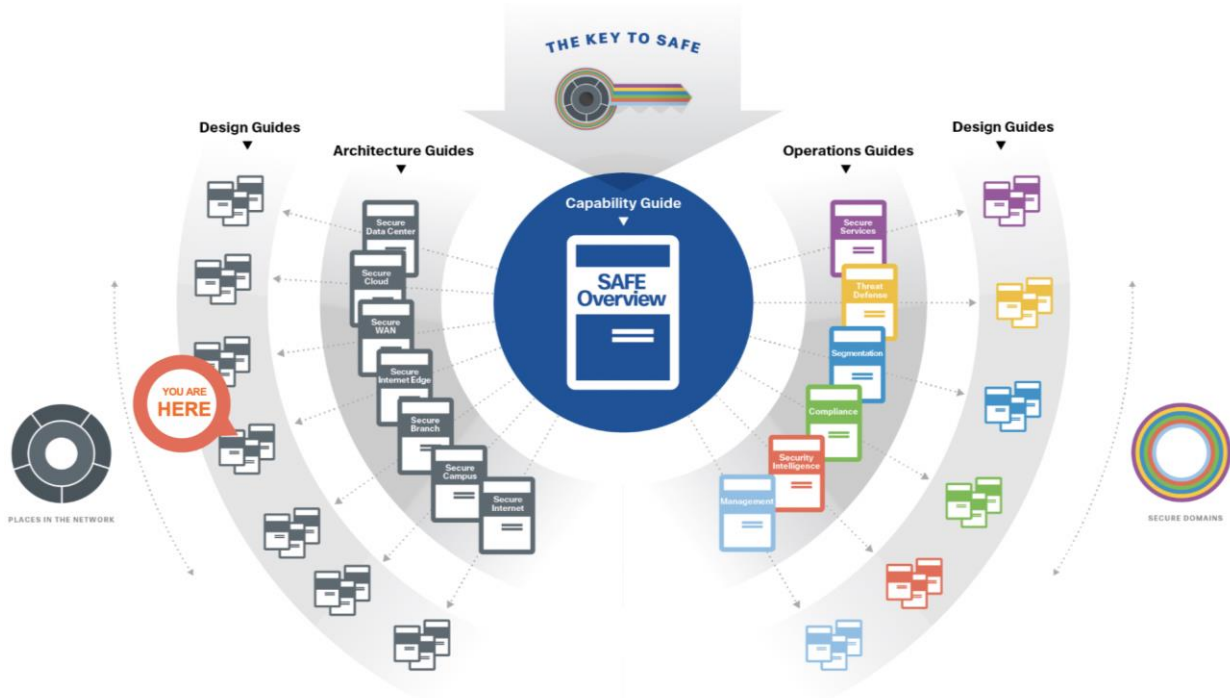 THE KEY TO SAFE
Design Guides
Architecture Guides
Capability Guide
SAFE
Overview
Operations Guides
Design Guides
Secure
Data Center
Secure
Cloud
Secure
WAN
Secure
Internet Edge
Secure
Branch
Secure
Campus
Secure
Internet
Secure
Services
Threat
Defense
Segmentation
Compliance
Security
Intelligence
Management
YOU ARE
HERE
PLACES IN THE NETWORK
SECURE DOMAINS